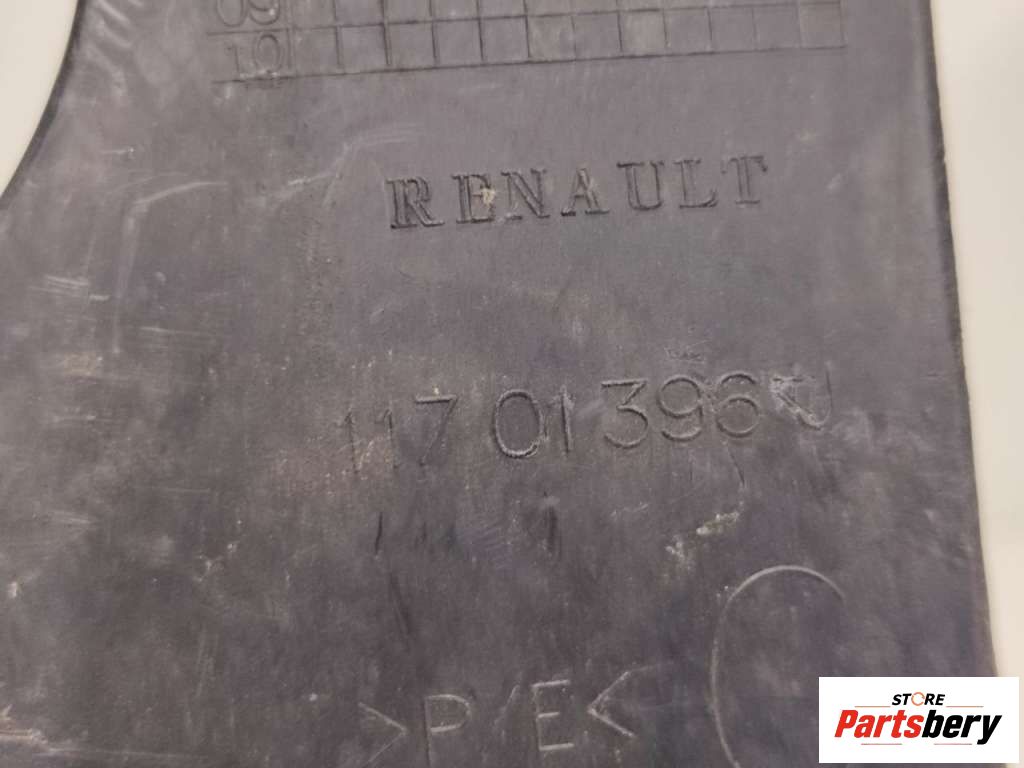 09
10
RENAULT
117 01 396
>P/E<
STORE
Partsbery